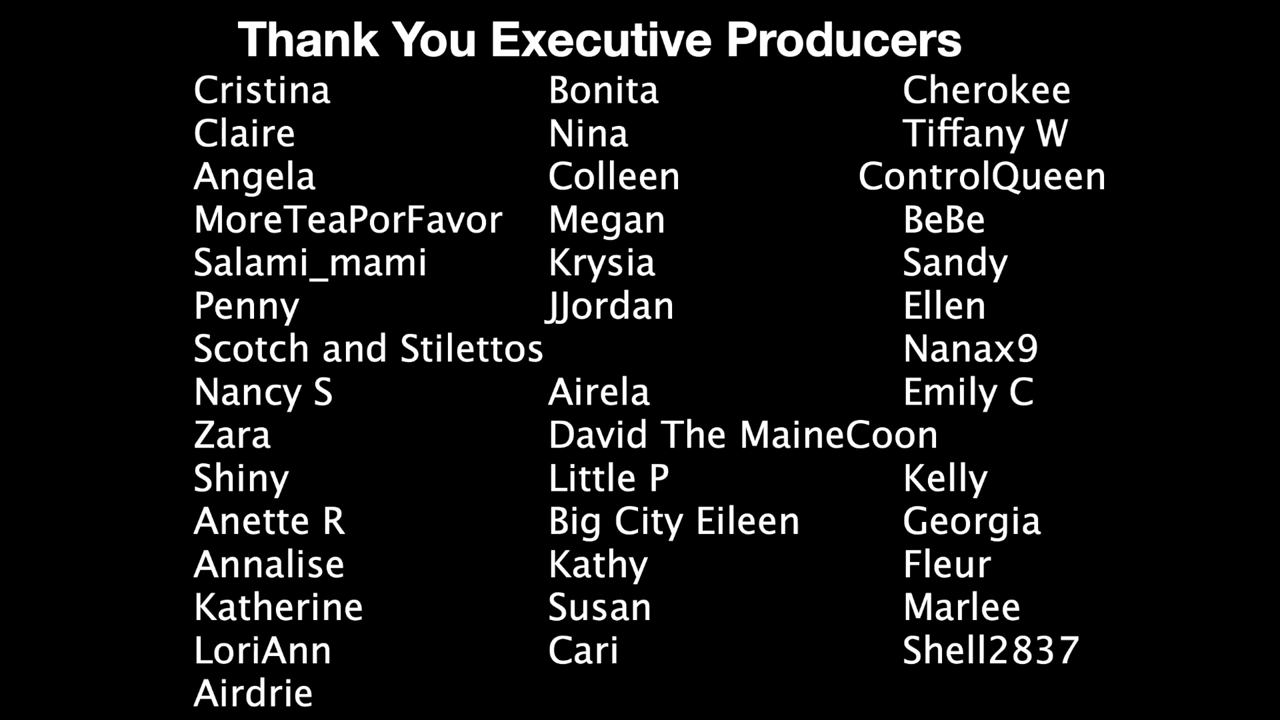 Thank You Executive Producers
Cristina Bonita Cherokee
Claire Nina Tiffany W
Angela Colleen ControlQueen
MoreTeaPorFavor Megan BeBe
Salami_mami Krysia Sandy
Penny JJordan Ellen
Scotch and Stilettos Nanax9
Nancy S Airela Emily C
Zara David The MaineCoon
Shiny Little P Kelly
Anette R Big City Eileen Georgia
Annalise Kathy Fleur
Katherine Susan Marlee
LoriAnn Cari Shell2837
Airdrie